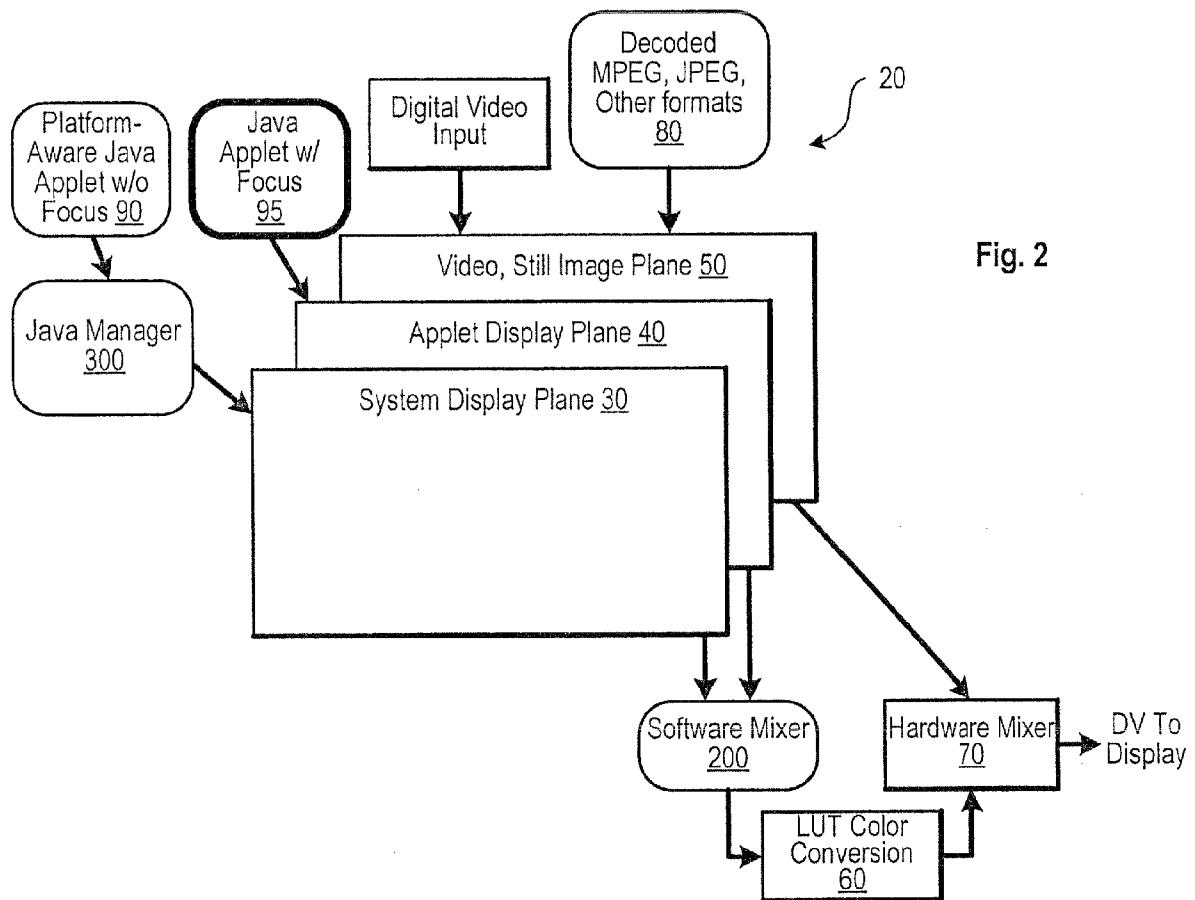 Decoded
MPEG, JPEG,
Other formats
80
20
Digital Video
Input
Platform-
Aware Java
Applet w/o
Focus 90
Java
Applet w/
Focus
95
Fig. 2
Video, Still Image Plane 50
Java Manager
300
Applet Display Plane 40
System Display Plane 30
Software Mixer
200
Hardware Mixer
70
DV To
Display
LUT Color
Conversion
60